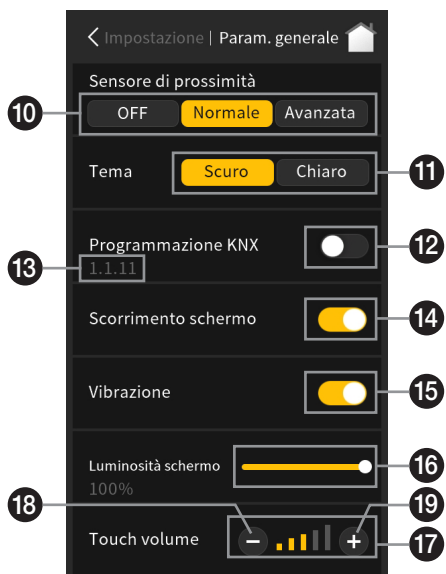 Impostazione | Param. generale
Sensore di prossimità
10 OFF Normale Avanzata
Tema Scuro Chiaro 11
Programmazione KNX 12
13 1.1.11
Scorrimento schermo 14
Vibrazione 15
Luminosità schermo 16
100%
18 19
Touch volume − + 17